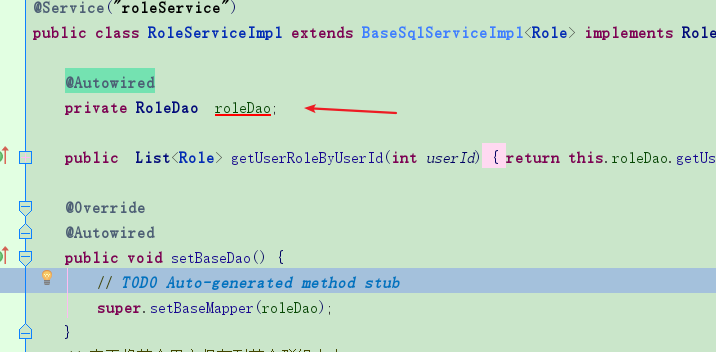 @Service("roleService")
public class RoleServiceImpl extends BaseSqlServiceImpl<Role> implements Role
@Autowired
private RoleDao roleDao;
public List<Role> getUserRoleByUserId(int userId) { return this.roleDao.getUs
@Override
@Autowired
public void setBaseDao() {
// TODO Auto-generated method stub
super.setBaseMapper(roleDao);
}